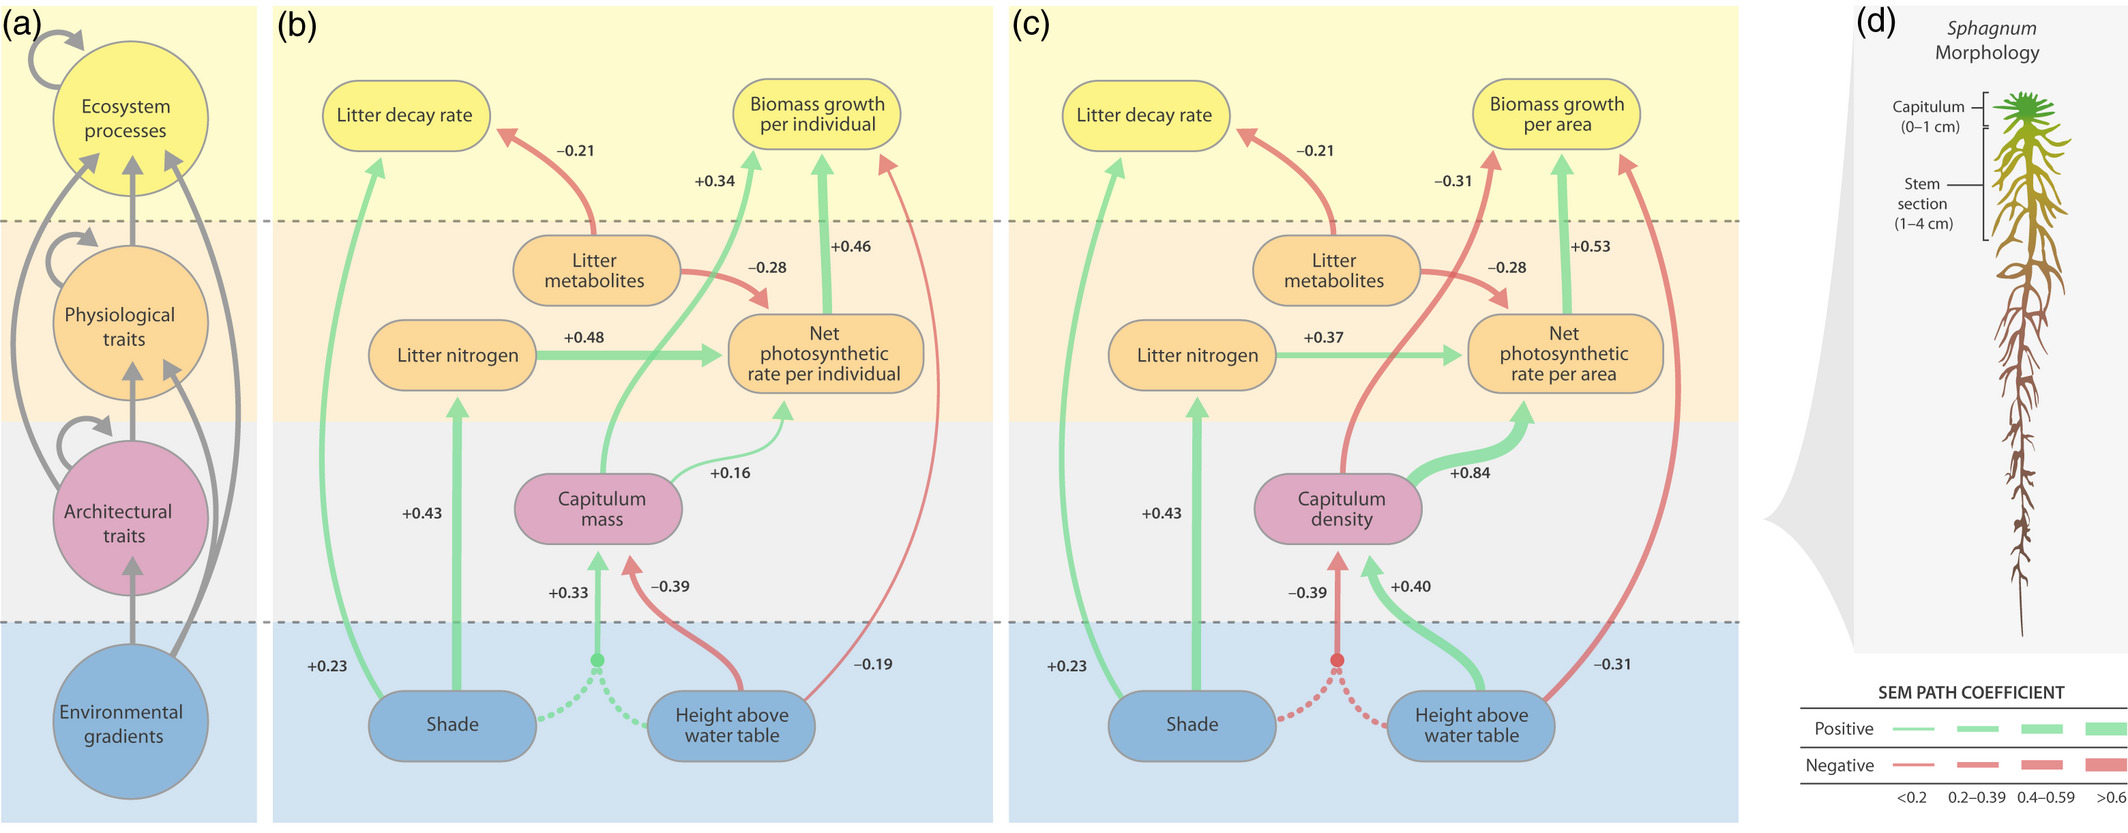 (a)
Ecosystem
processes
Physiological
traits
Architectural
traits
Environmental
gradients
(b)
Litter decay rate
Biomass growth
per individual
–0.21
+0.34
+0.46
Litter
metabolites
–0.28
Litter nitrogen
+0.48
Net
photosynthetic
rate per individual
+0.16
+0.43
Capitulum
mass
+0.33
–0.39
+0.23
–0.19
Shade
Height above
water table
(c)
Litter decay rate
Biomass growth
per area
–0.21
–0.31
+0.53
Litter
metabolites
–0.28
Litter nitrogen
+0.37
Net
photosynthetic
rate per area
+0.84
+0.43
Capitulum
density
–0.39
+0.40
+0.23
–0.31
Shade
Height above
water table
(d)
Sphagnum
Morphology
Capitulum
(0–1 cm)
Stem
section
(1–4 cm)
SEM PATH COEFFICIENT
Positive
Negative
<0.2 0.2–0.39 0.4–0.59 >0.6